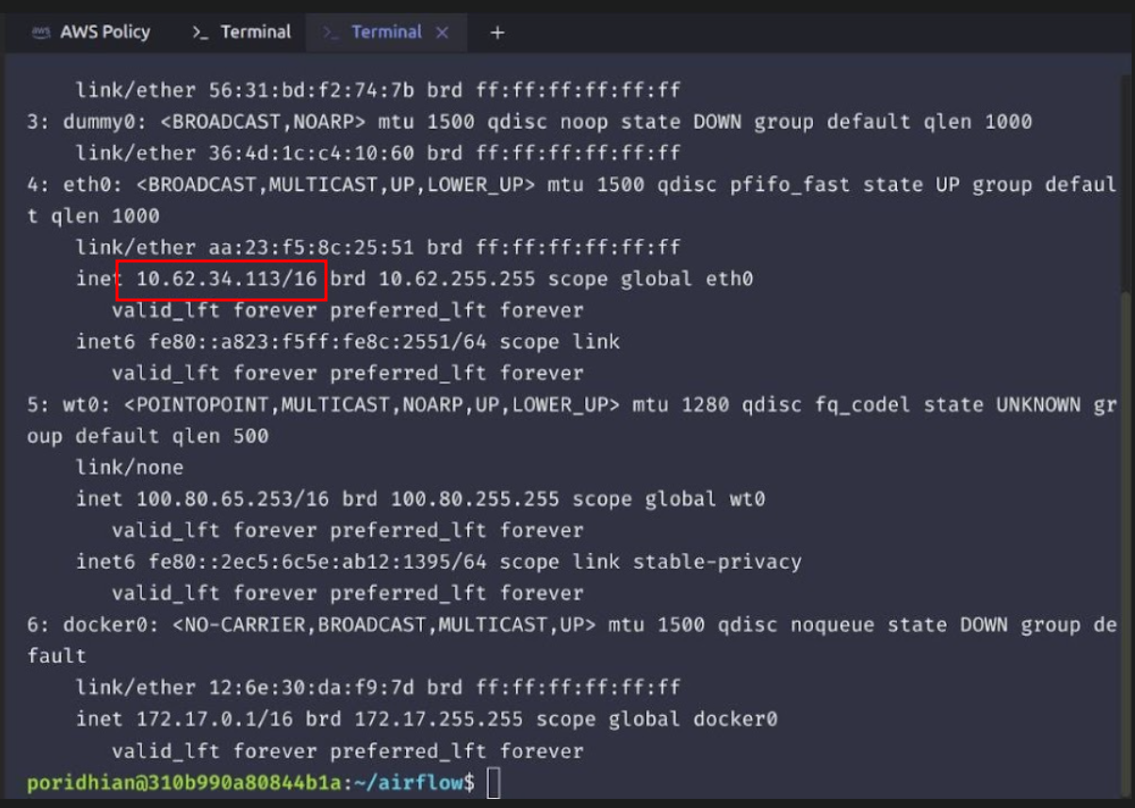 aws AWS Policy >_ Terminal >_ Terminal × +
link/ether 56:31:bd:f2:74:7b brd ff:ff:ff:ff:ff:ff
3: dummy0: <BROADCAST,NOARP> mtu 1500 qdisc noop state DOWN group default qlen 1000
link/ether 36:4d:1c:c4:10:60 brd ff:ff:ff:ff:ff:ff
4: eth0: <BROADCAST,MULTICAST,UP,LOWER_UP> mtu 1500 qdisc pfifo_fast state UP group defaul
t qlen 1000
link/ether aa:23:f5:8c:25:51 brd ff:ff:ff:ff:ff:ff
inet 10.62.34.113/16 brd 10.62.255.255 scope global eth0
valid_lft forever preferred_lft forever
inet6 fe80::a823:f5ff:fe8c:2551/64 scope link
valid_lft forever preferred_lft forever
5: wt0: <POINTOPOINT,MULTICAST,NOARP,UP,LOWER_UP> mtu 1280 qdisc fq_codel state UNKNOWN gr
oup default qlen 500
link/none
inet 100.80.65.253/16 brd 100.80.255.255 scope global wt0
valid_lft forever preferred_lft forever
inet6 fe80::2ec5:6c5e:ab12:1395/64 scope link stable-privacy
valid_lft forever preferred_lft forever
6: docker0: <NO-CARRIER,BROADCAST,MULTICAST,UP> mtu 1500 qdisc noqueue state DOWN group de
fault
link/ether 12:6e:30:da:f9:7d brd ff:ff:ff:ff:ff:ff
inet 172.17.0.1/16 brd 172.17.255.255 scope global docker0
valid_lft forever preferred_lft forever
poridhian@310b990a80844b1a:~/airflow$